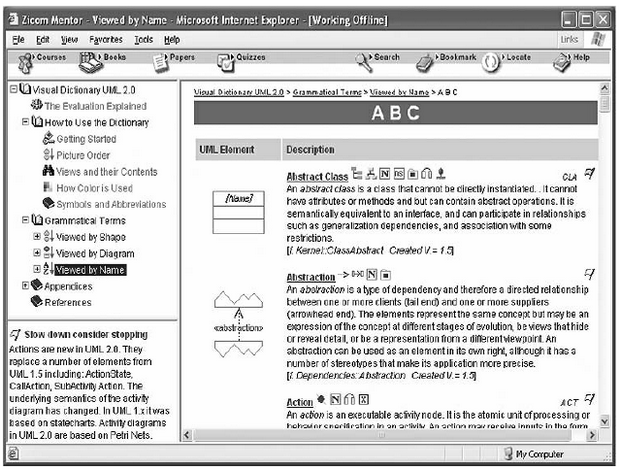 Zicom Mentor - Viewed by Name - Microsoft Internet Explorer - [Working Offline]
File Edit View Favorites Tools Help
Links
Courses Books Papers Quizzes Search Bookmark Locate Help
Visual Dictionary UML 2.0
The Evaluation Explained
How to Use the Dictionary
Getting Started
Picture Order
Views and their Contents
How Color is Used
Symbols and Abbreviations
Grammatical Terms
Viewed by Shape
Viewed by Diagram
Viewed by Name
Appendices
References
Slow down consider stopping
Actions are new in UML 2.0. They
replace a number of elements from
UML 1.5 including: ActionState,
CallAction, SubActivity Action. The
underlying semantics of the activity
diagram has changed. In UML 1.x it was
based on statecharts. Activity diagrams
in UML 2.0 are based on Petri Nets.
Visual Dictionary UML 2.0 > Grammatical Terms > Viewed by Name > A B C
A B C
UML Element Description
Abstract Class N CLA
[Name]
An abstract class is a class that cannot be directly instantiated. . It cannot
have attributes or methods and but can contain abstract operations. It is
semantically equivalent to an interface, and can participate in relationships
such as generalization dependencies, and association with some
restrictions.
[/. Kernel::ClassAbstract Created V.= 1.5]
Abstraction N
«abstraction»
An abstraction is a type of dependency and therefore a directed relationship
between one or more clients (tail end) and one or more suppliers
(arrowhead end). The elements represent the same concept but may be an
expression of the concept at different stages of evolution, be views that hide
or reveal detail, or be a representation from a different viewpoint. An
abstraction can be used as an element in its own right, although it has a
number of stereotypes that make its application more precise.
[/. Dependencies::Abstraction Created V.= 1.5]
Action N X ACT
An action is an executable activity node. It is the atomic unit of processing or
behavior specification in an activity. An action may receive inputs in the form
My Computer